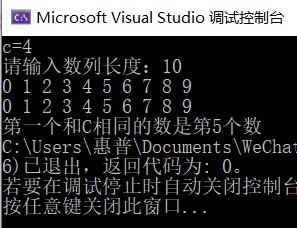 Microsoft Visual Studio 调试控制台
c=4
请输入数列长度：10
0 1 2 3 4 5 6 7 8 9
0 1 2 3 4 5 6 7 8 9
第一个和C相同的数是第5个数
C:\Users\惠普\Documents\WeChat
6)已退出，返回代码为: 0。
若要在调试停止时自动关闭控制台
按任意键关闭此窗口...